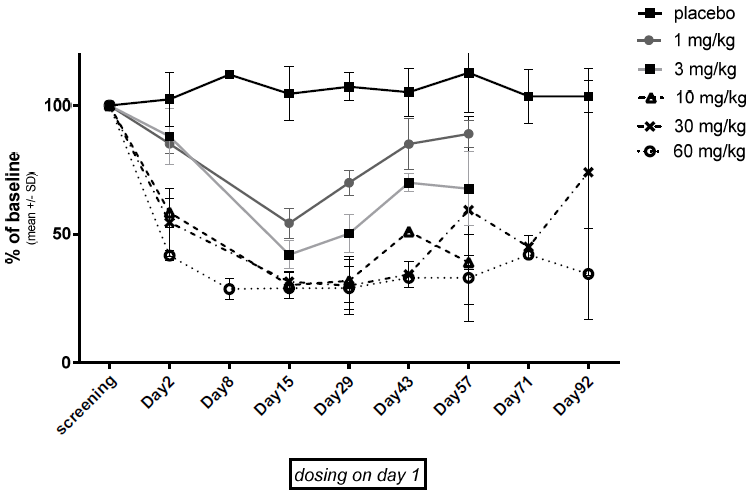 placebo
1 mg/kg
3 mg/kg
10 mg/kg
30 mg/kg
60 mg/kg
% of baseline
(mean +/- SD)
100
50
0
screening
Day2
Day8
Day15
Day29
Day43
Day57
Day71
Day92
dosing on day 1